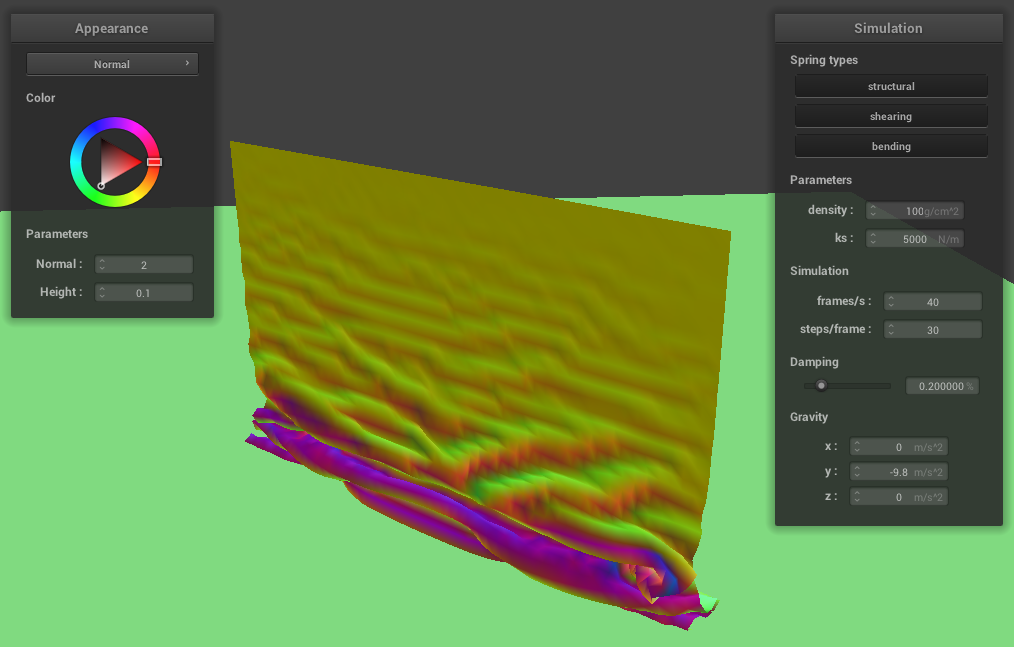 Appearance
Normal
Color
Parameters
Normal : 2
Height : 0.1
Simulation
Spring types
structural
shearing
bending
Parameters
density : 100 g/cm^2
ks : 5000 N/m
Simulation
frames/s : 40
steps/frame : 30
Damping
0.200000 %
Gravity
x : 0 m/s^2
y : -9.8 m/s^2
z : 0 m/s^2